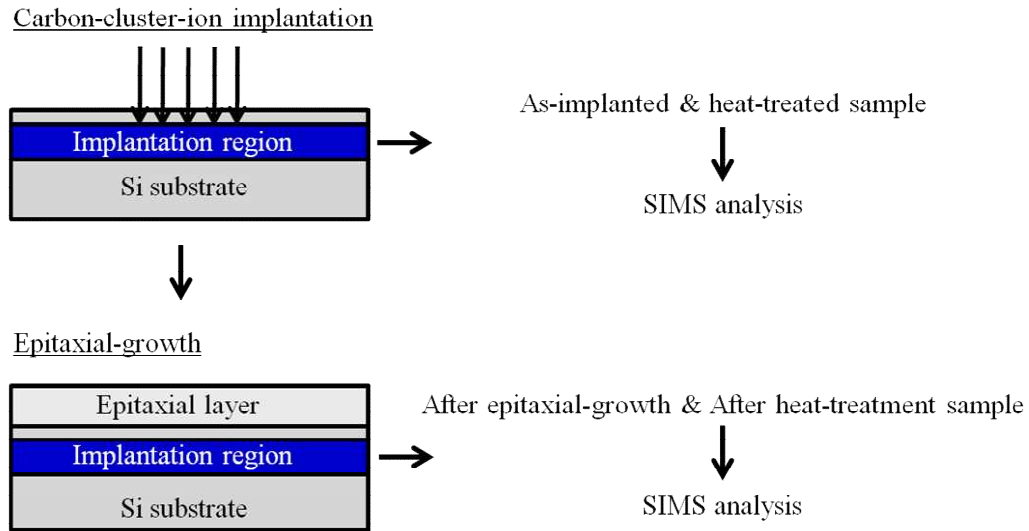 Carbon-cluster-ion implantation
Implantation region
Si substrate
As-implanted & heat-treated sample
SIMS analysis
Epitaxial-growth
Epitaxial layer
Implantation region
Si substrate
After epitaxial-growth & After heat-treatment sample
SIMS analysis